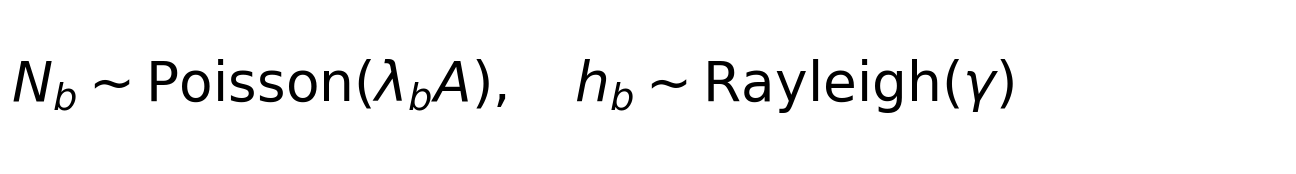 N_b ~ Poisson(λ_b A),   h_b ~ Rayleigh(γ)